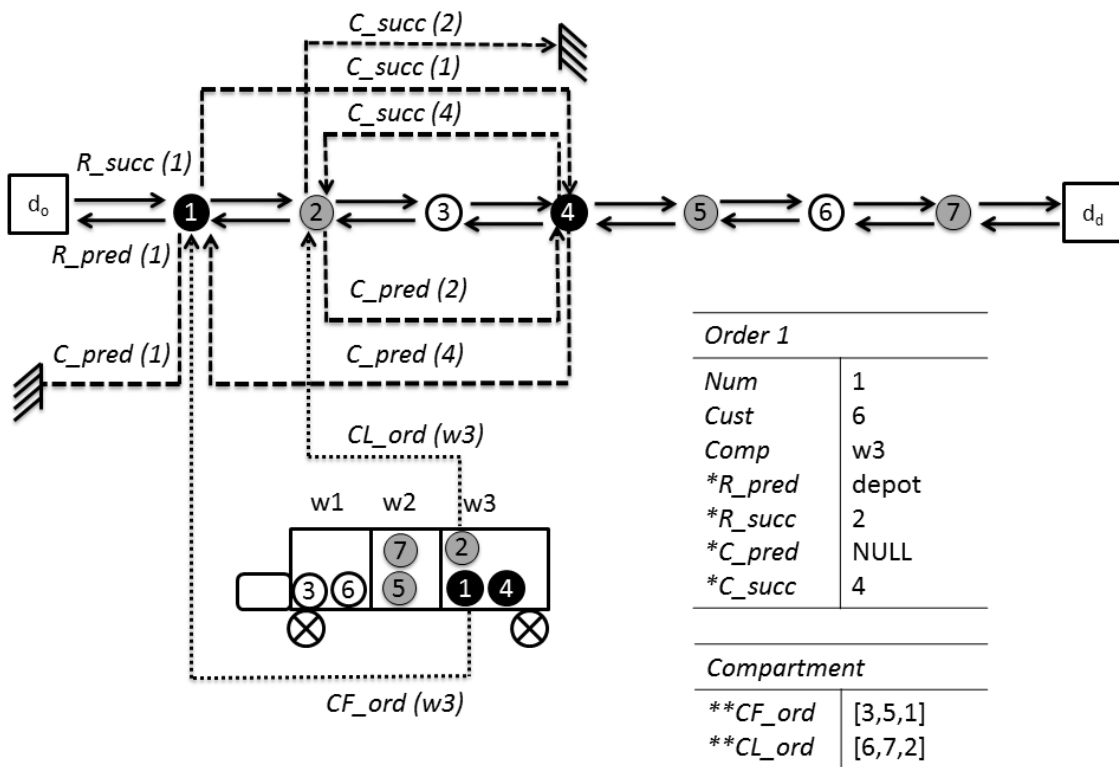 C_succ (2)
C_succ (1)
C_succ (4)
R_succ (1)
d_o 1 2 3 4 5 6 7 d_d
R_pred (1)
C_pred (2)
C_pred (1)
C_pred (4)
CL_ord (w3)
w1 w2 w3
7 2
3 6 5 1 4
CF_ord (w3)
Order 1
Num 1
Cust 6
Comp w3
*R_pred depot
*R_succ 2
*C_pred NULL
*C_succ 4
Compartment
**CF_ord [3,5,1]
**CL_ord [6,7,2]